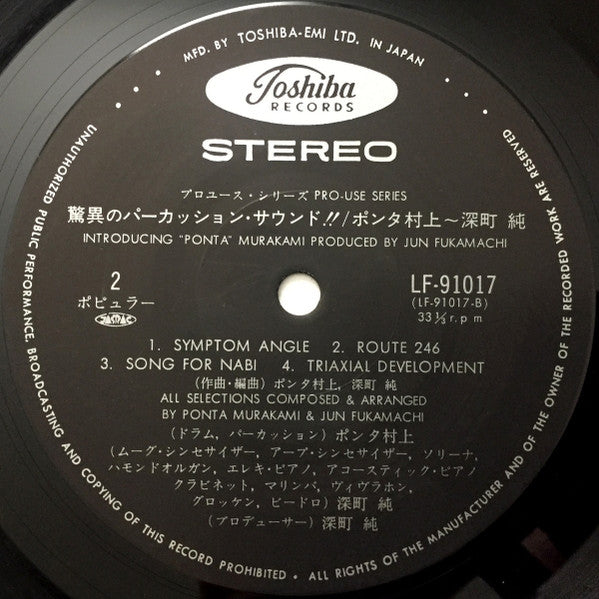 MFD. BY TOSHIBA-EMI LTD. IN JAPAN
Toshiba
RECORDS
STEREO
プロユース・シリーズ PRO-USE SERIES
驚異のパーカッション・サウンド!!/ポンタ村上〜深町 純
INTRODUCING "PONTA" MURAKAMI PRODUCED BY JUN FUKAMACHI
2
ポピュラー
JASRAC
LF-91017
(LF-91017-B)
33⅓ r.p.m
1. SYMPTOM ANGLE 2. ROUTE 246
3. SONG FOR NABI 4. TRIAXIAL DEVELOPMENT
(作曲・編曲) ポンタ村上, 深町 純
ALL SELECTIONS COMPOSED & ARRANGED
BY PONTA MURAKAMI & JUN FUKAMACHI
(ドラム, パーカッション) ポンタ村上
(ムーグ・シンセサイザー, アープ・シンセサイザー, ソリーナ,
ハモンドオルガン, エレキ・ピアノ, アコースティック・ピアノ
クラビネット, マリンバ, ヴィヴラホン,
グロッケン, ビードロ) 深町 純
(プロデューサー) 深町 純
UNAUTHORIZED PUBLIC PERFORMANCE, BROADCASTING AND COPYING OF THIS RECORD PROHIBITED • ALL RIGHTS OF THE MANUFACTURER AND OF THE OWNER OF THE RECORDED WORK ARE RESERVED.